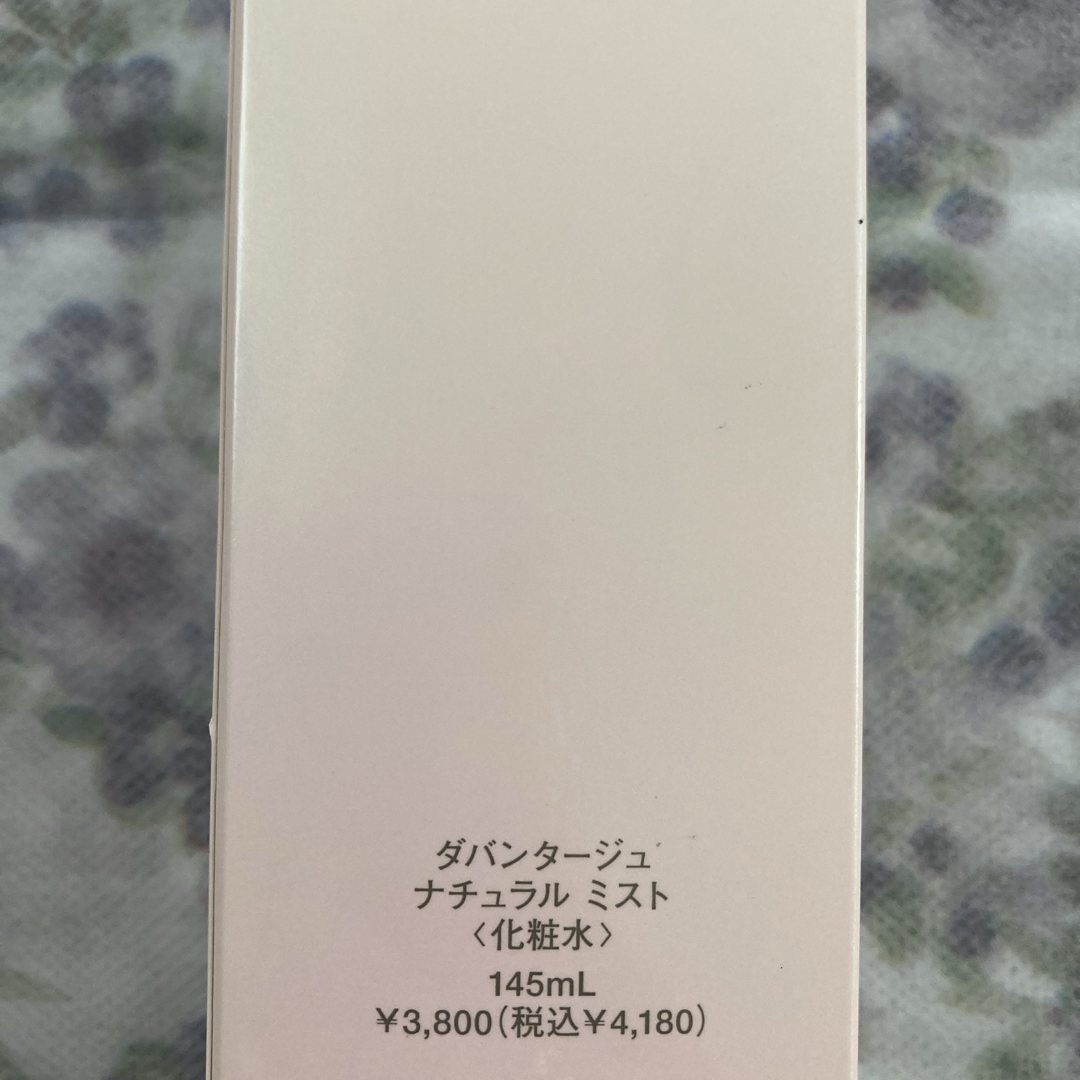 ダバンタージュ
ナチュラル ミスト
〈化粧水〉
145mL
¥3,800(税込¥4,180)